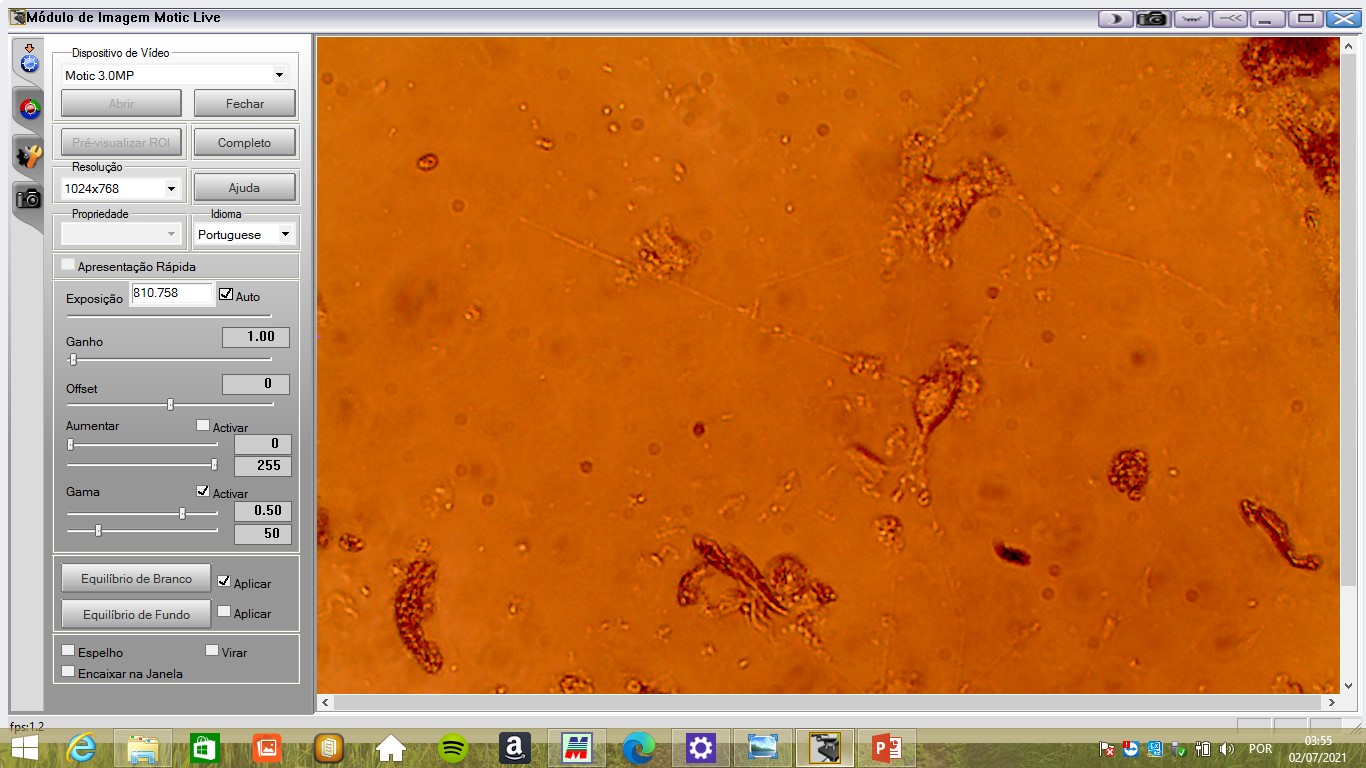 Módulo de Imagem Motic Live
Dispositivo de Vídeo
Motic 3.0MP
Abrir
Fechar
Pré-visualizar ROI
Completo
Resolução
1024x768
Ajuda
Propriedade
Idioma
Portuguese
Apresentação Rápida
Exposição 810.758 Auto
Ganho 1.00
Offset 0
Aumentar Activar
0
255
Gama Activar
0.50
50
Equilíbrio de Branco Aplicar
Equilíbrio de Fundo Aplicar
Espelho Virar
Encaixar na Janela
fps:1.2
POR
03:55
02/07/2021